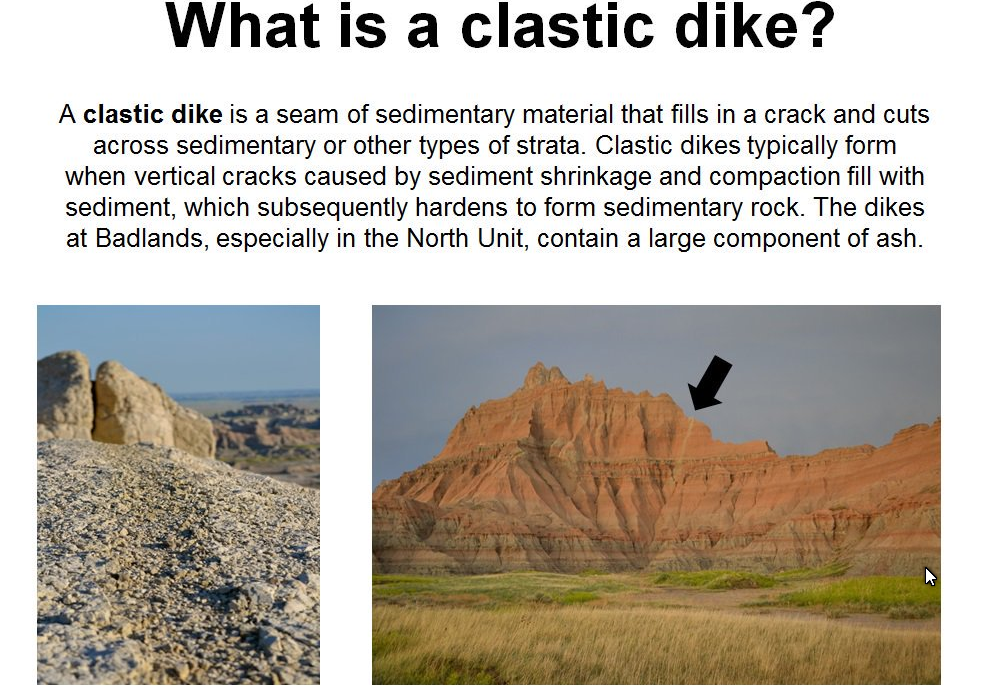 What is a clastic dike?
A clastic dike is a seam of sedimentary material that fills in a crack and cuts
across sedimentary or other types of strata. Clastic dikes typically form
when vertical cracks caused by sediment shrinkage and compaction fill with
sediment, which subsequently hardens to form sedimentary rock. The dikes
at Badlands, especially in the North Unit, contain a large component of ash.